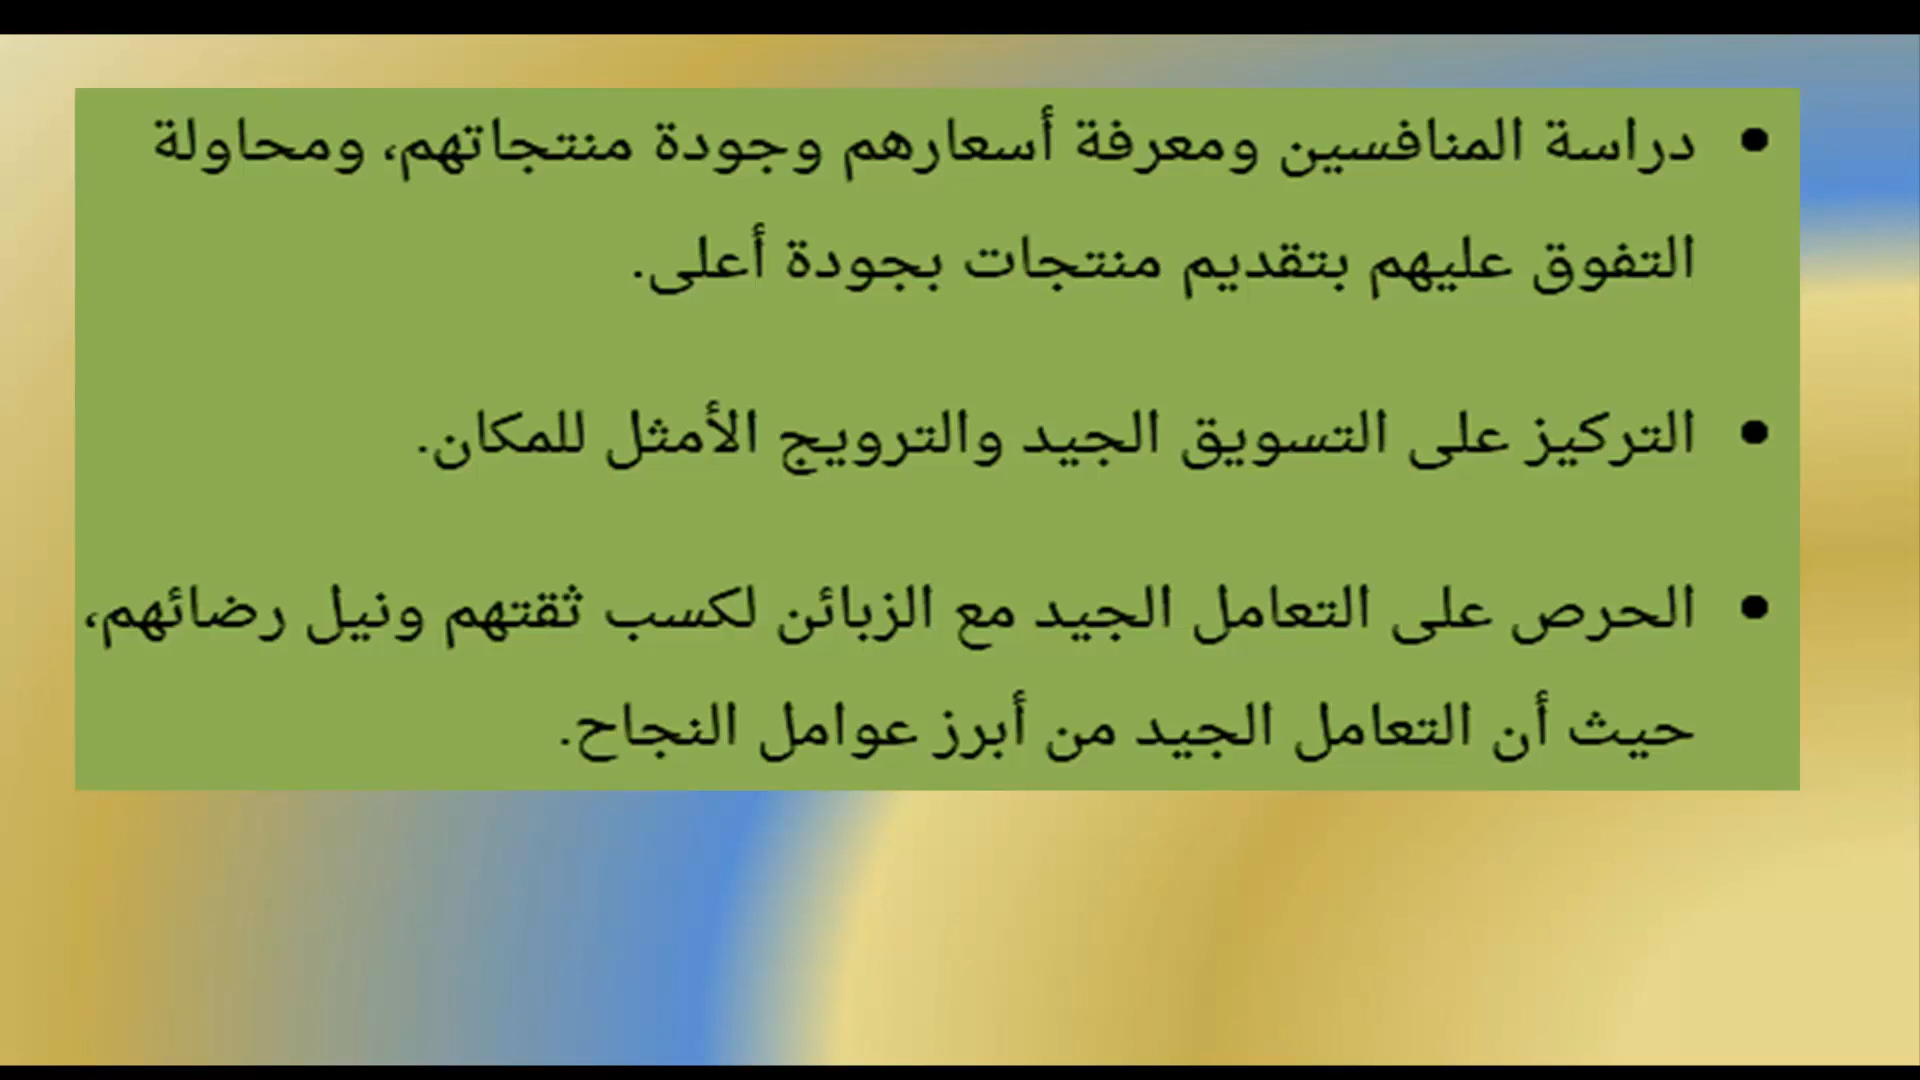 • دراسة المنافسين ومعرفة أسعارهم وجودة منتجاتهم، ومحاولة
التفوق عليهم بتقديم منتجات بجودة أعلى.
• التركيز على التسويق الجيد والترويج الأمثل للمكان.
• الحرص على التعامل الجيد مع الزبائن لكسب ثقتهم ونيل رضائهم،
حيث أن التعامل الجيد من أبرز عوامل النجاح.